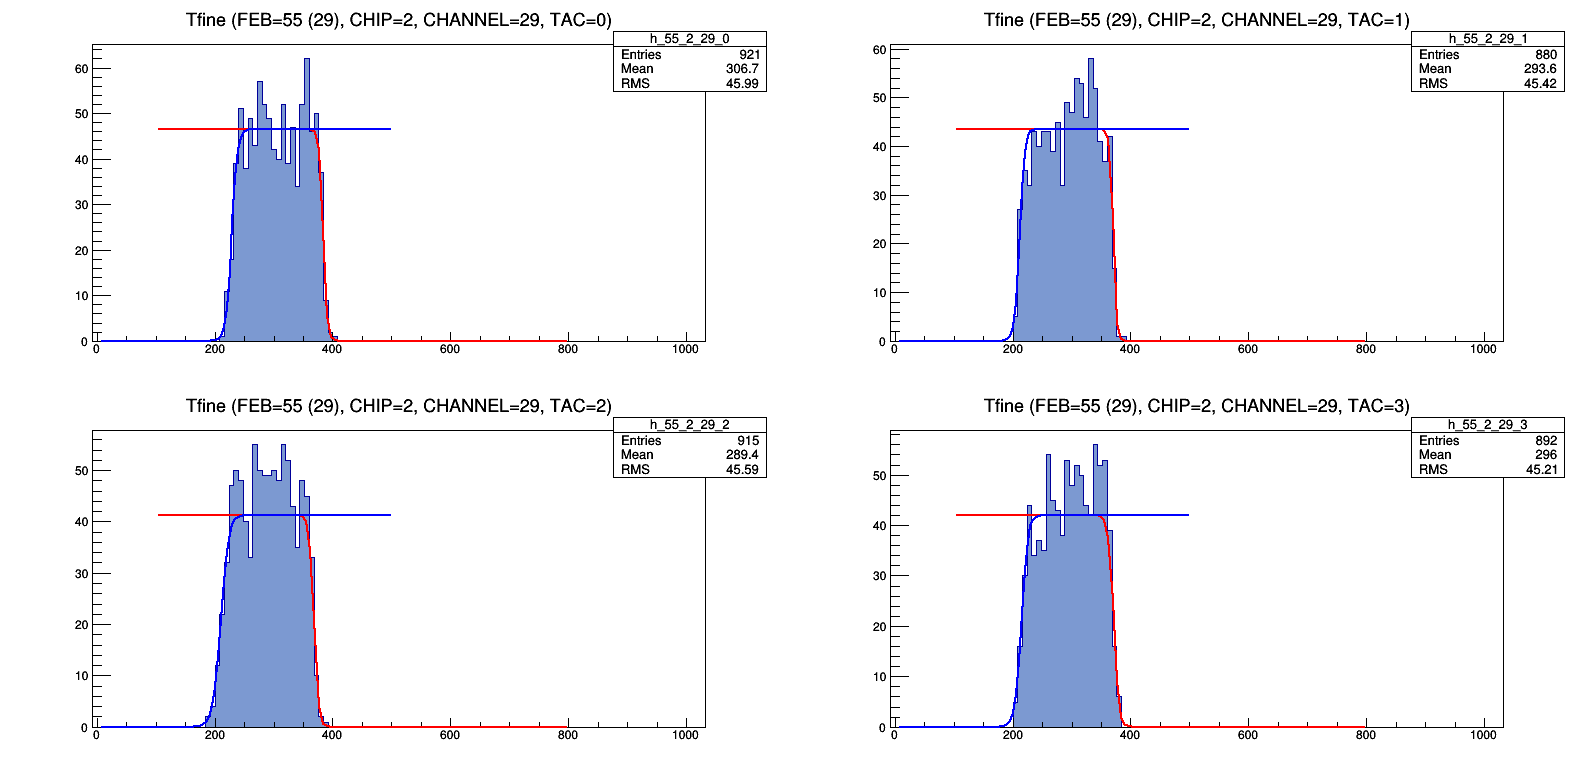 Tfine (FEB=55 (29), CHIP=2, CHANNEL=29, TAC=0)
h_55_2_29_0
Entries 921
Mean 306.7
RMS 45.99
60
50
40
30
20
10
0
0 200 400 600 800 1000
Tfine (FEB=55 (29), CHIP=2, CHANNEL=29, TAC=1)
h_55_2_29_1
Entries 880
Mean 293.6
RMS 45.42
60
50
40
30
20
10
0
0 200 400 600 800 1000
Tfine (FEB=55 (29), CHIP=2, CHANNEL=29, TAC=2)
h_55_2_29_2
Entries 915
Mean 289.4
RMS 45.59
50
40
30
20
10
0
0 200 400 600 800 1000
Tfine (FEB=55 (29), CHIP=2, CHANNEL=29, TAC=3)
h_55_2_29_3
Entries 892
Mean 296
RMS 45.21
50
40
30
20
10
0
0 200 400 600 800 1000